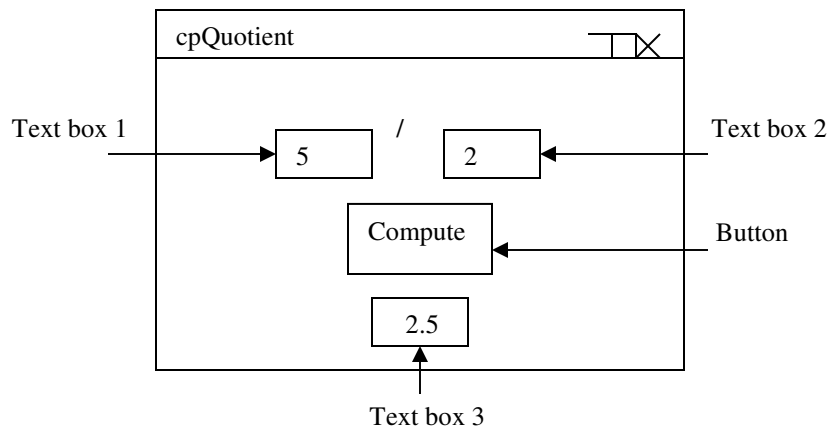 cpQuotient
Text box 1
/
Text box 2
5
2
Compute
Button
2.5
Text box 3